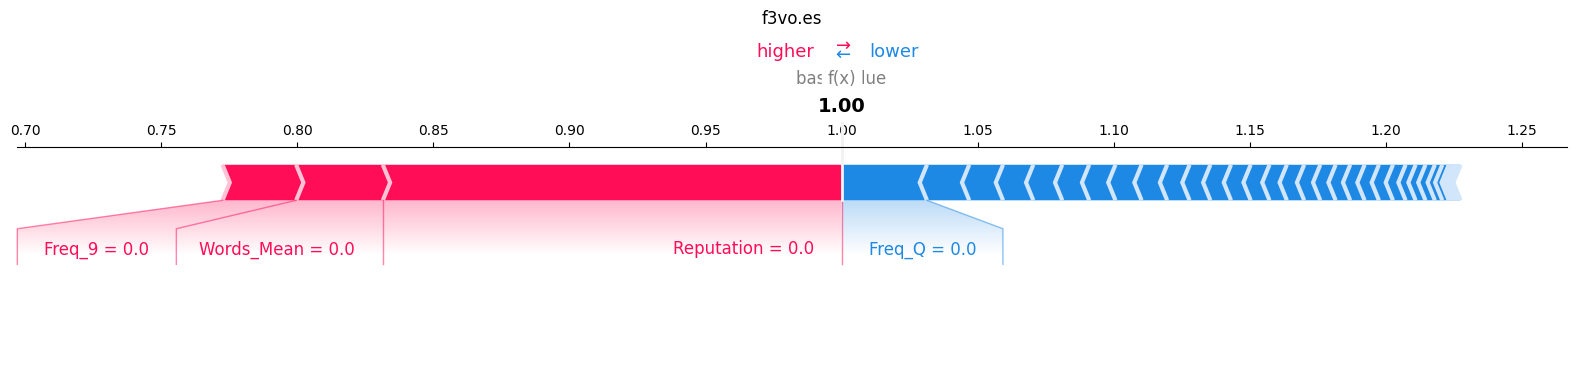 f3vo.es
higher ⇄ lower
bas f(x) lue
1.00
0.70 0.75 0.80 0.85 0.90 0.95 1.00 1.05 1.10 1.15 1.20 1.25
Freq_9 = 0.0 Words_Mean = 0.0 Reputation = 0.0 Freq_Q = 0.0